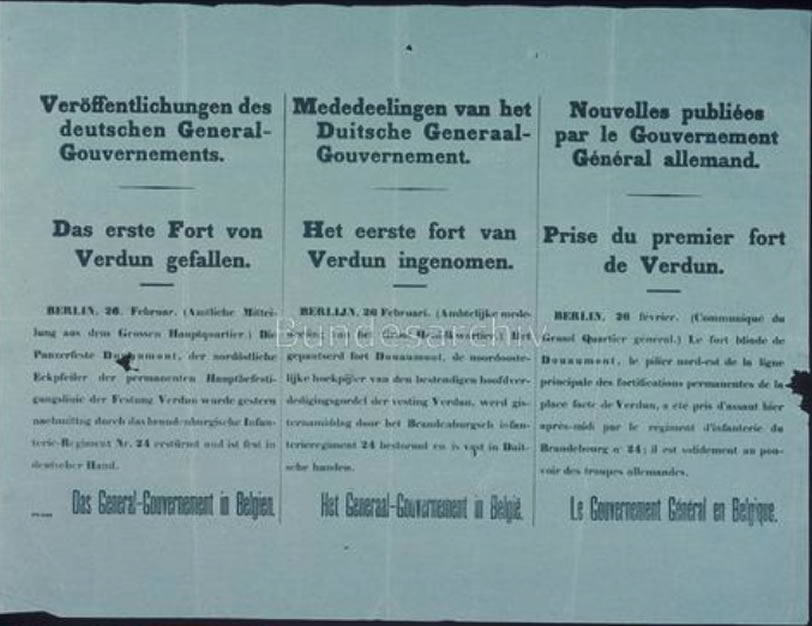 Veröffentlichungen des
deutschen General-
Gouvernements.
Das erste Fort von
Verdun gefallen.
BERLIN, 26. Februar. (Amtliche Mittei-
lung aus dem Grossen Hauptquartier.) Die
Panzerfeste Douaumont, der nordöstliche
Eckpfeiler der permanenten Hauptbefesti-
gungslinie der Festung Verdun wurde gestern
nachmittag durch das brandenburgische Infan-
terie-Regiment Nr. 24 erstürmt und ist fest in
deutscher Hand.
Das General-Gouvernement in Belgien.
Mededeelingen van het
Duitsche Generaal-
Gouvernement.
Het eerste fort van
Verdun ingenomen.
BERLIJN, 26 Februari. (Ambtelijke mede-
Het
gepantserd fort Douaumont, de noordooste-
lijke hoekpijler van den bestendigen hoofdver-
dedigingsgordel der vesting Verdun, werd gis-
ternamiddag door het Brandenburgsch infan-
terieregiment 24 bestormd en is vast in Duit-
sche handen.
Het Generaal-Gouvernement in België.
Nouvelles publiées
par le Gouvernement
Général allemand.
Prise du premier fort
de Verdun.
BERLIN, 26 février. (Communiqué du
Grand Quartier général.) Le fort blindé de
Douaumont, le pilier nord-est de la ligne
principale des fortifications permanentes de la
place forte de Verdun, a été pris d'assaut hier
après-midi par le régiment d'infanterie du
Brandebourg n° 24; il est solidement au pou-
voir des troupes allemandes.
Le Gouvernement Général en Belgique.
Bundesarchiv